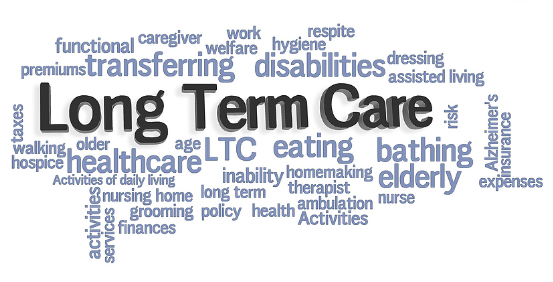 work respite
functional caregiver welfare hygiene
premiums transferring disabilities dressing
assisted living
Long Term Care
taxes
risk
Alzheimer's
insurance
walking older age LTC eating bathing
hospice healthcare
Activities of daily living inability homemaking elderly expenses
activities
services
nursing home long term therapist nurse
grooming policy health ambulation
finances Activities